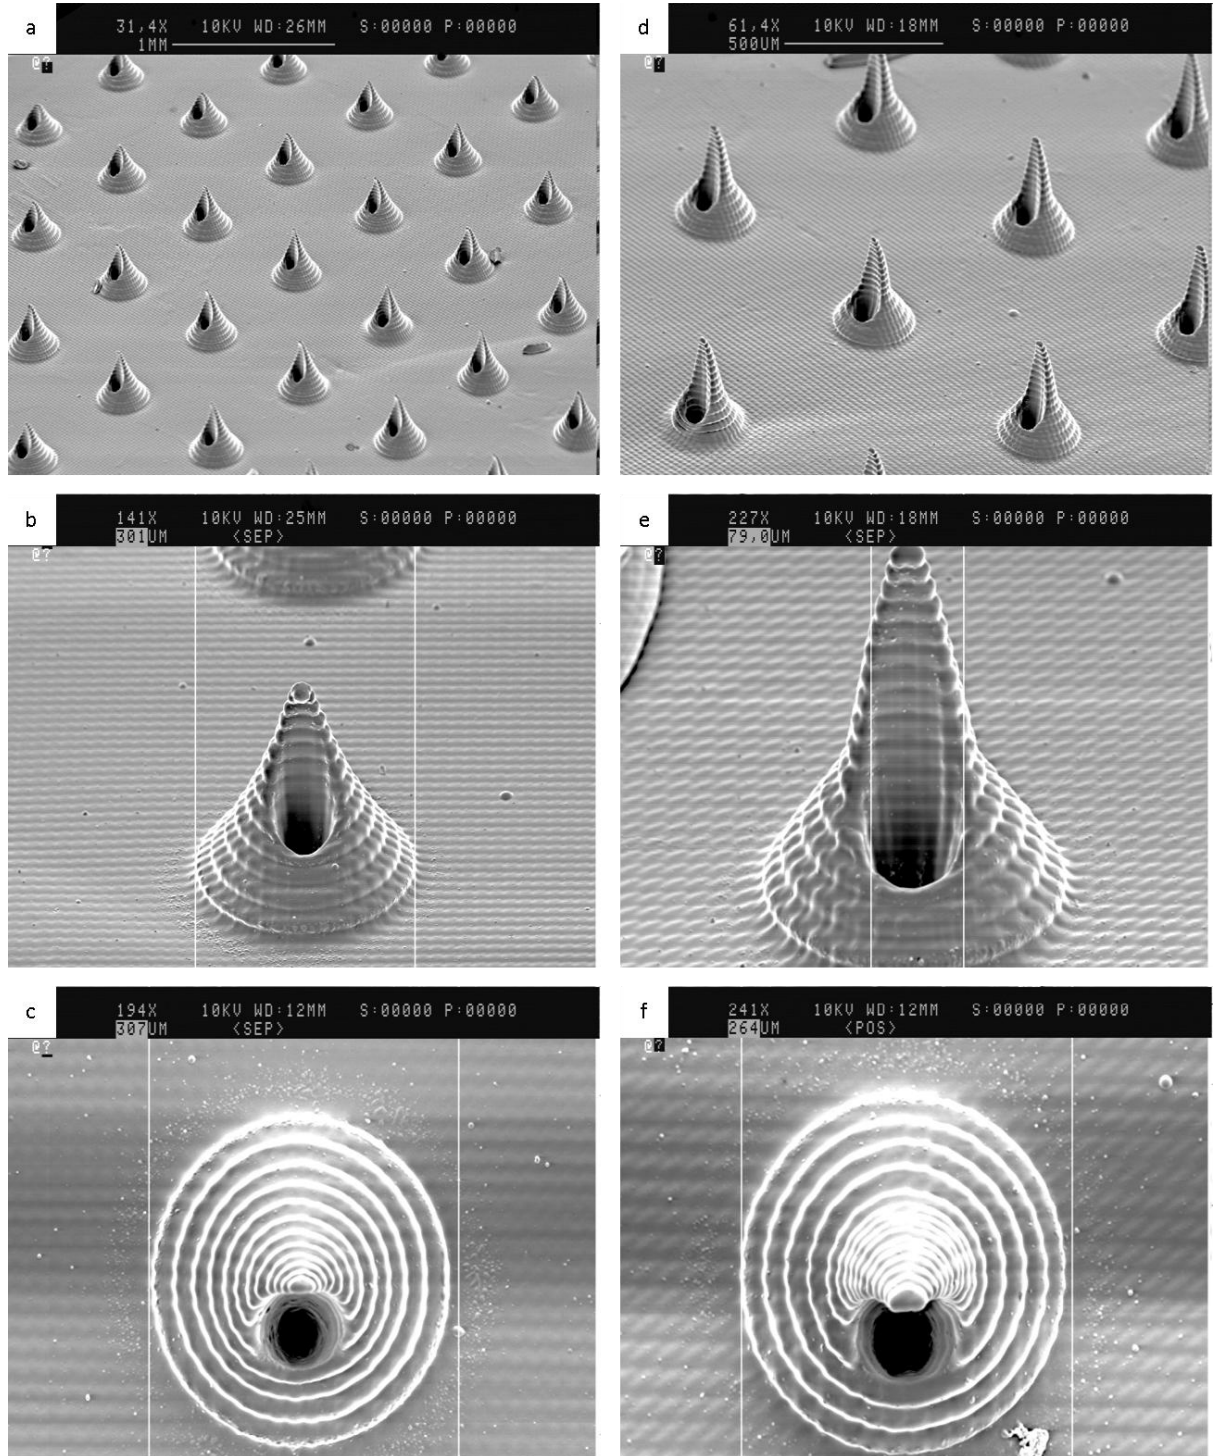 a
31,4X 10KV WD:26MM S:00000 P:00000
1MM
@?
d
61,4X 10KV WD:18MM S:00000 P:00000
500UM
@?
b
141X 10KV WD:25MM S:00000 P:00000
301UM <SEP>
@?
e
227X 10KV WD:18MM S:00000 P:00000
79,0UM <SEP>
@?
c
194X 10KV WD:12MM S:00000 P:00000
307UM <SEP>
@?
f
241X 10KV WD:12MM S:00000 P:00000
264UM <POS>
@?